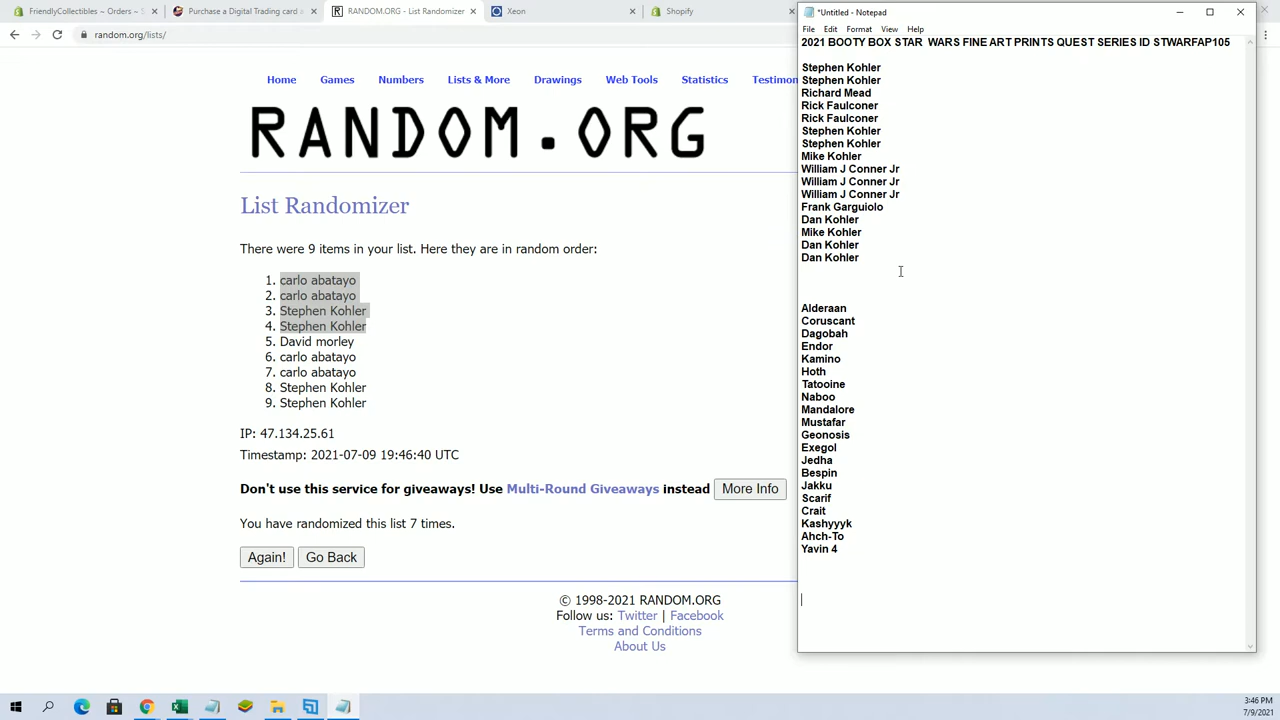 FriendlyCollectibles ~ Orders ~ S
Purchase a Digital Trading card a
RANDOM.ORG - List Randomizer
Xeon
Shopify
random.org/lists/
Home
Games
Numbers
Lists & More
Drawings
Web Tools
Statistics
Testimon
RANDOM.ORG
List Randomizer
There were 9 items in your list. Here they are in random order:
1. carlo abatayo
2. carlo abatayo
3. Stephen Kohler
4. Stephen Kohler
5. David morley
6. carlo abatayo
7. carlo abatayo
8. Stephen Kohler
9. Stephen Kohler
IP: 47.134.25.61
Timestamp: 2021-07-09 19:46:40 UTC
Don't use this service for giveaways! Use Multi-Round Giveaways instead More Info
You have randomized this list 7 times.
Again! Go Back
© 1998-2021 RANDOM.ORG
Follow us: Twitter | Facebook
Terms and Conditions
About Us
*Untitled - Notepad
File Edit Format View Help
2021 BOOTY BOX STAR  WARS FINE ART PRINTS QUEST SERIES ID STWARFAP105
Stephen Kohler
Stephen Kohler
Richard Mead
Rick Faulconer
Rick Faulconer
Stephen Kohler
Stephen Kohler
Mike Kohler
William J Conner Jr
William J Conner Jr
William J Conner Jr
Frank Garguiolo
Dan Kohler
Mike Kohler
Dan Kohler
Dan Kohler
Alderaan
Coruscant
Dagobah
Endor
Kamino
Hoth
Tatooine
Naboo
Mandalore
Mustafar
Geonosis
Exegol
Jedha
Bespin
Jakku
Scarif
Crait
Kashyyyk
Ahch-To
Yavin 4
3:46 PM
7/9/2021